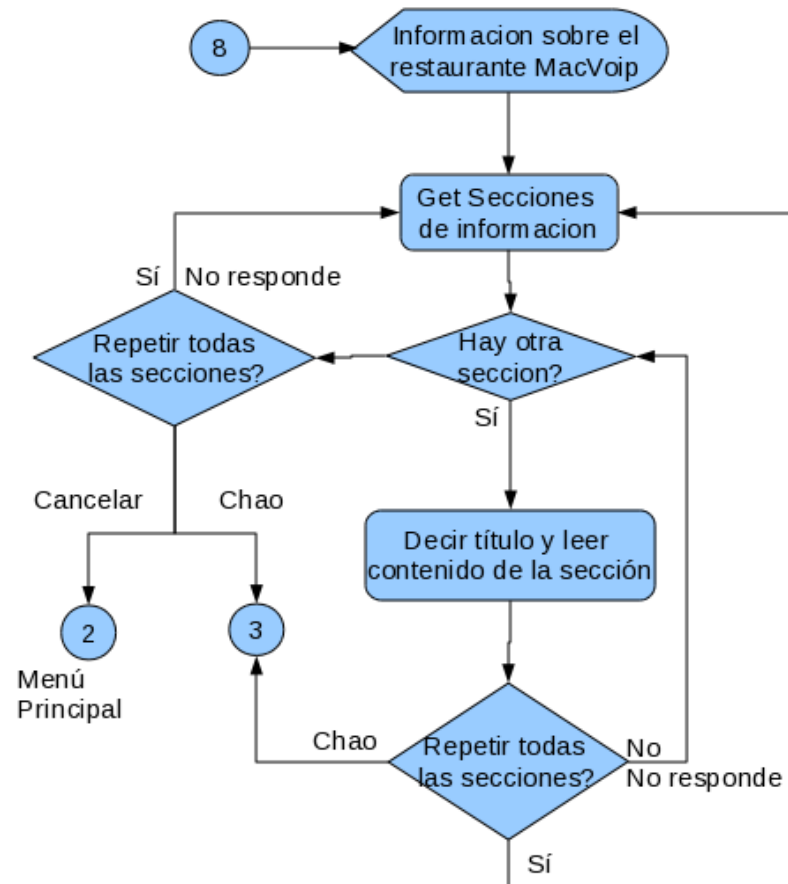 8
Informacion sobre el
restaurante MacVoip
Get Secciones
de informacion
Sí
No responde
Repetir todas
las secciones?
Hay otra
seccion?
Sí
Cancelar
Chao
Decir título y leer
contenido de la sección
2
3
Menú
Principal
Chao
Repetir todas
las secciones?
No
No responde
Sí